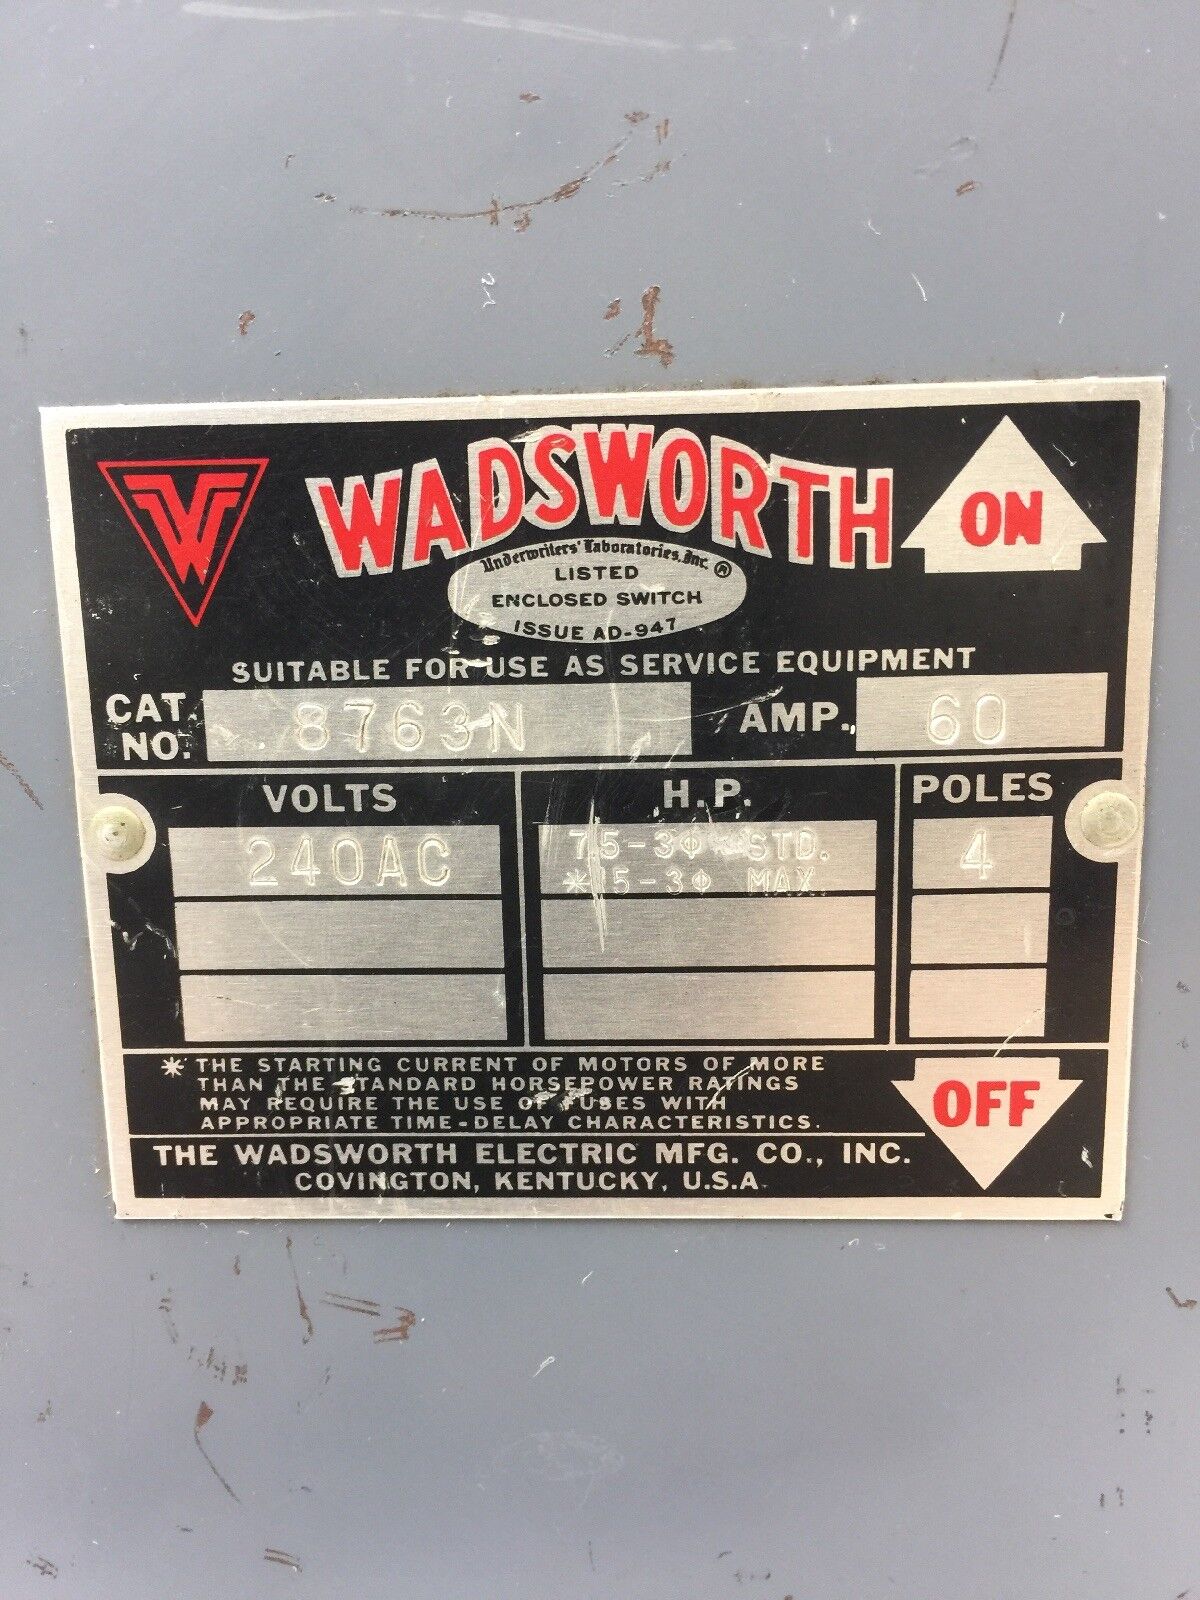 WADSWORTH
ON
Underwriters' Laboratories, Inc. ®
LISTED
ENCLOSED SWITCH
ISSUE AD-947
SUITABLE FOR USE AS SERVICE EQUIPMENT
CAT. NO. 8763N AMP. 60
VOLTS H.P. POLES
240AC 7.5-3Φ STD. 4
*15-3Φ MAX.
* THE STARTING CURRENT OF MOTORS OF MORE
THAN THE STANDARD HORSEPOWER RATINGS
MAY REQUIRE THE USE OF FUSES WITH
APPROPRIATE TIME-DELAY CHARACTERISTICS.
OFF
THE WADSWORTH ELECTRIC MFG. CO., INC.
COVINGTON, KENTUCKY, U.S.A.